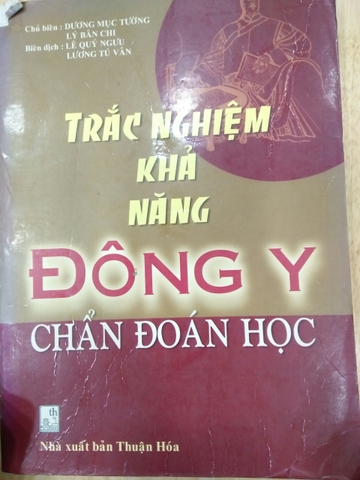 Chủ biên : DƯƠNG MỤC TƯỜNG
LÝ BẢN CHI
Biên dịch : LÊ QUÝ NGƯU
LƯƠNG TÚ VÂN
TRẮC NGHIỆM
KHẢ
NĂNG
ĐÔNG Y
CHẨN ĐOÁN HỌC
th
Nhà xuất bản Thuận Hóa